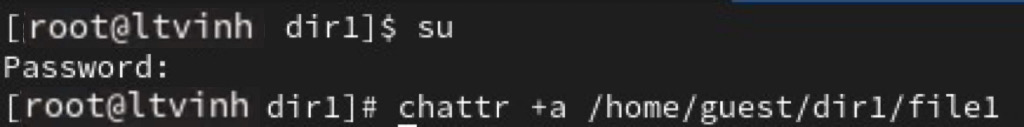 [root@ltvinh dir1]$ su
Password:
[root@ltvinh dir1]# chattr +a /home/guest/dir1/file1